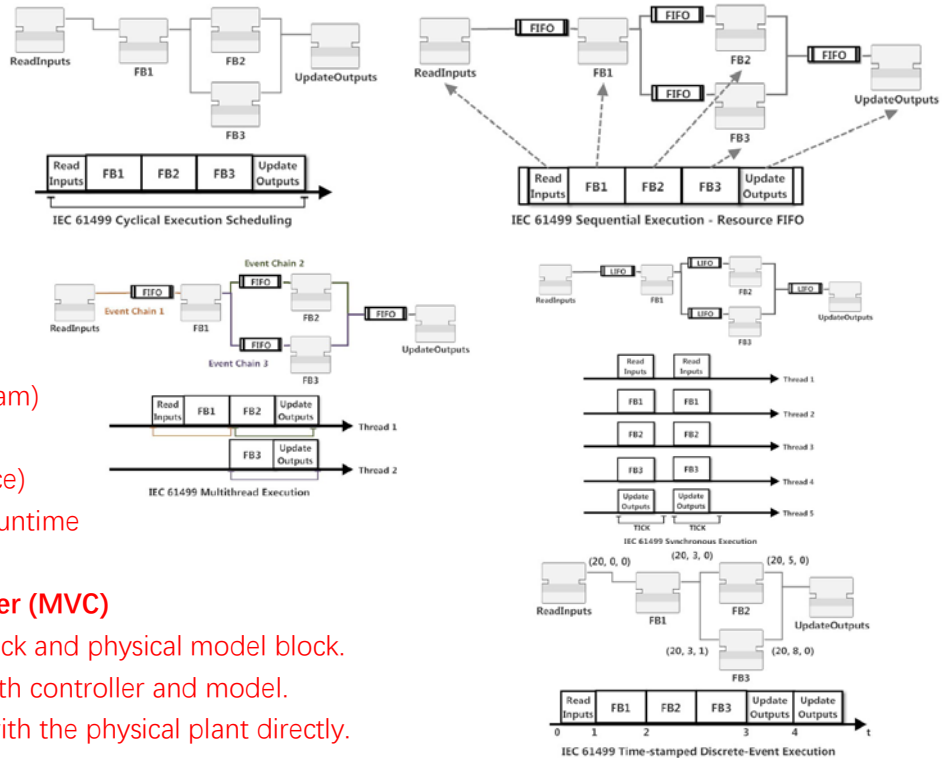 ReadInputs
FB1
FB2
FB3
UpdateOutputs
Read Inputs
FB1
FB2
FB3
Update Outputs
IEC 61499 Cyclical Execution Scheduling
FIFO
FIFO
FIFO
FIFO
ReadInputs
FB1
FB2
FB3
UpdateOutputs
Read Inputs
FB1
FB2
FB3
Update Outputs
IEC 61499 Sequential Execution - Resource FIFO
Event Chain 2
FIFO
FIFO
FIFO
FIFO
ReadInputs
Event Chain 1
FB1
FB2
UpdateOutputs
Event Chain 3
FB3
Read Inputs
FB1
FB2
Update Outputs
Thread 1
FB3
Update Outputs
Thread 2
IEC 61499 Multithread Execution
LIFO
LIFO
LIFO
LIFO
ReadInputs
FB1
FB2
FB3
UpdateOutputs
Read Inputs
Read Inputs
Thread 1
FB1
FB1
Thread 2
FB2
FB2
Thread 3
FB3
FB3
Thread 4
Update Outputs
Update Outputs
Thread 5
TICK
TICK
IEC 61499 Synchronous Execution
am)
ce)
untime
er (MVC)
ck and physical model block.
th controller and model.
with the physical plant directly.
(20, 0, 0)
(20, 3, 0)
(20, 5, 0)
ReadInputs
FB1
FB2
UpdateOutputs
(20, 3, 1)
(20, 8, 0)
FB3
Read Inputs
FB1
FB2
FB3
Update Outputs
Update Outputs
0
1
2
3
4
t
IEC 61499 Time-stamped Discrete-Event Execution